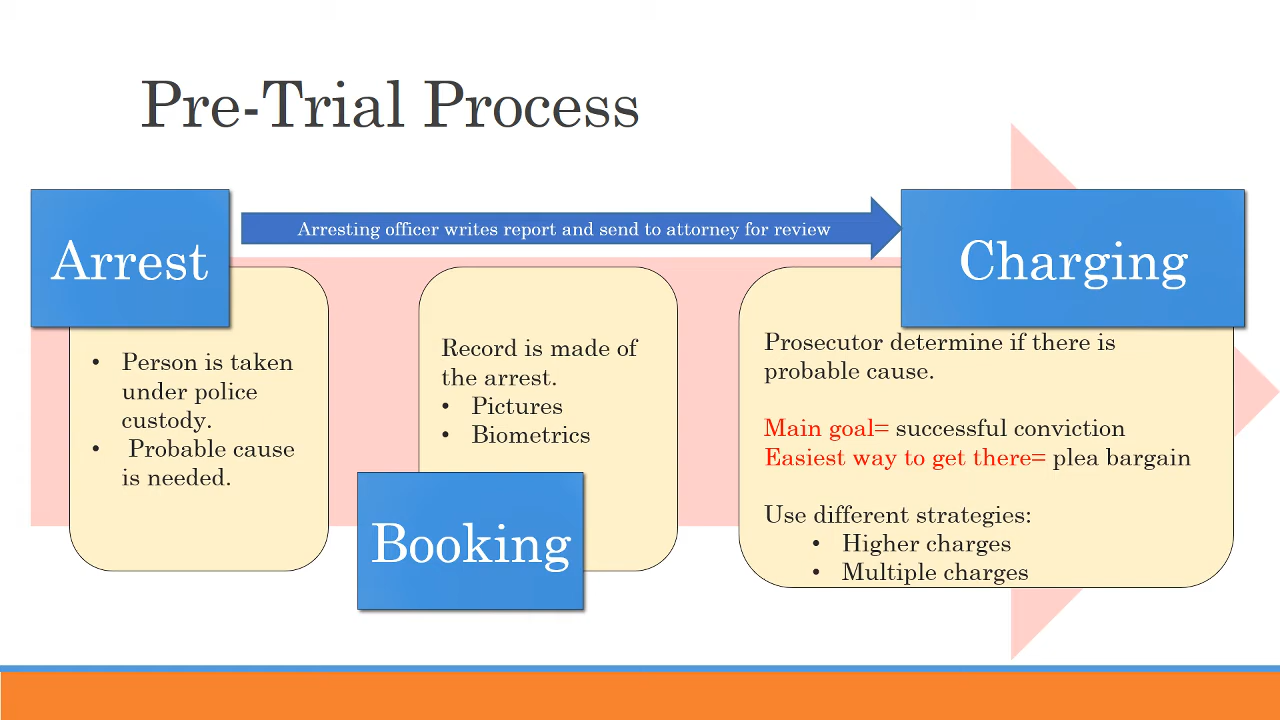 Pre-Trial Process
Arrest
Arresting officer writes report and send to attorney for review
Charging
• Person is taken
under police
custody.
• Probable cause
is needed.
Record is made of
the arrest.
• Pictures
• Biometrics
Booking
Prosecutor determine if there is
probable cause.
Main goal= successful conviction
Easiest way to get there= plea bargain
Use different strategies:
• Higher charges
• Multiple charges